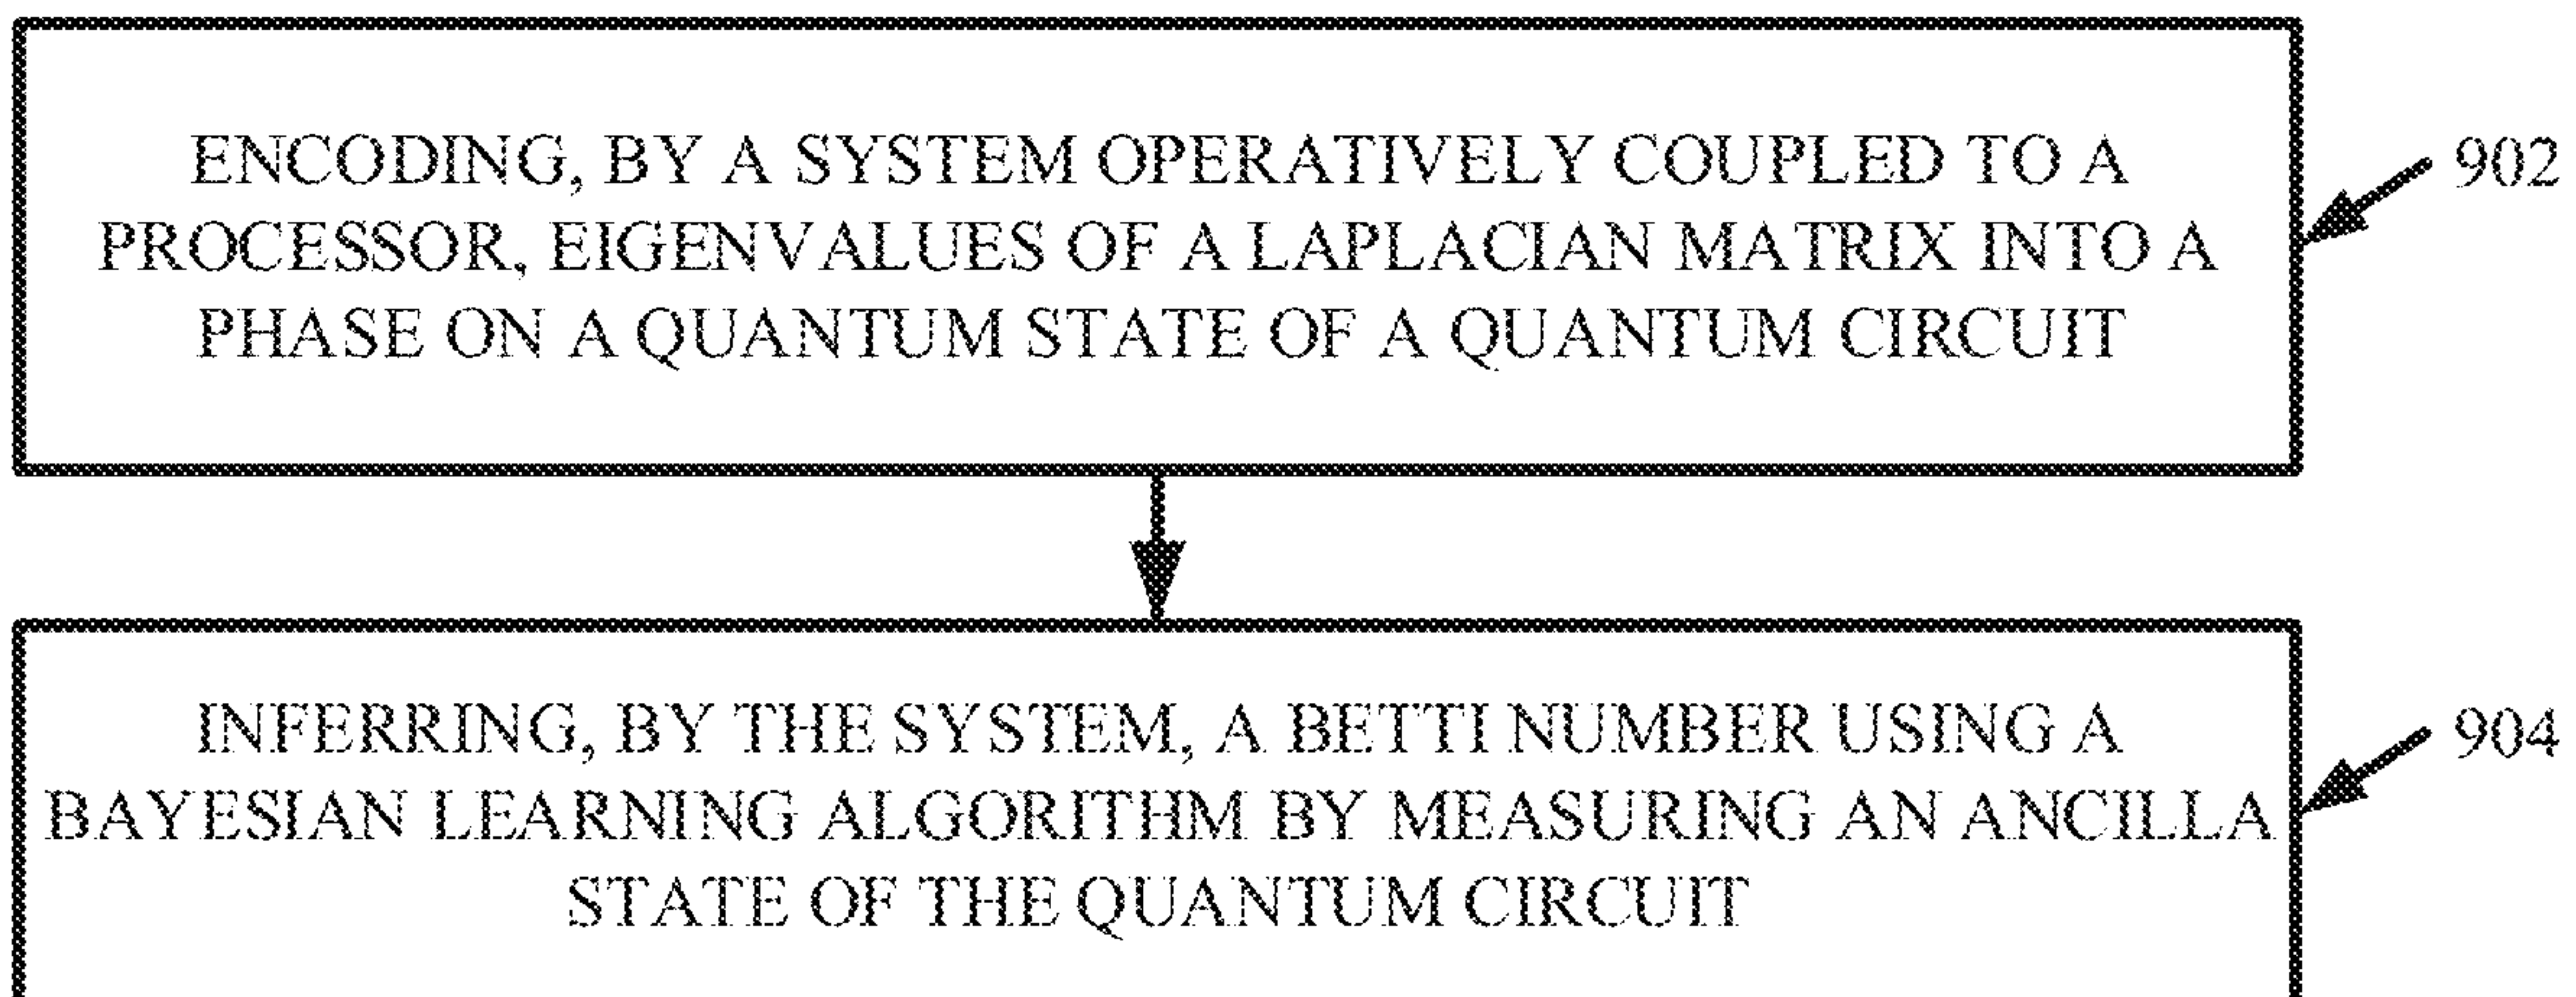 ENCODING, BY A SYSTEM OPERATIVELY COUPLED TO A
PROCESSOR, EIGENVALUES OF A LAPLACIAN MATRIX INTO A
PHASE ON A QUANTUM STATE OF A QUANTUM CIRCUIT
902
INFERRING, BY THE SYSTEM, A BETTI NUMBER USING A
BAYESIAN LEARNING ALGORITHM BY MEASURING AN ANCILLA
STATE OF THE QUANTUM CIRCUIT
904